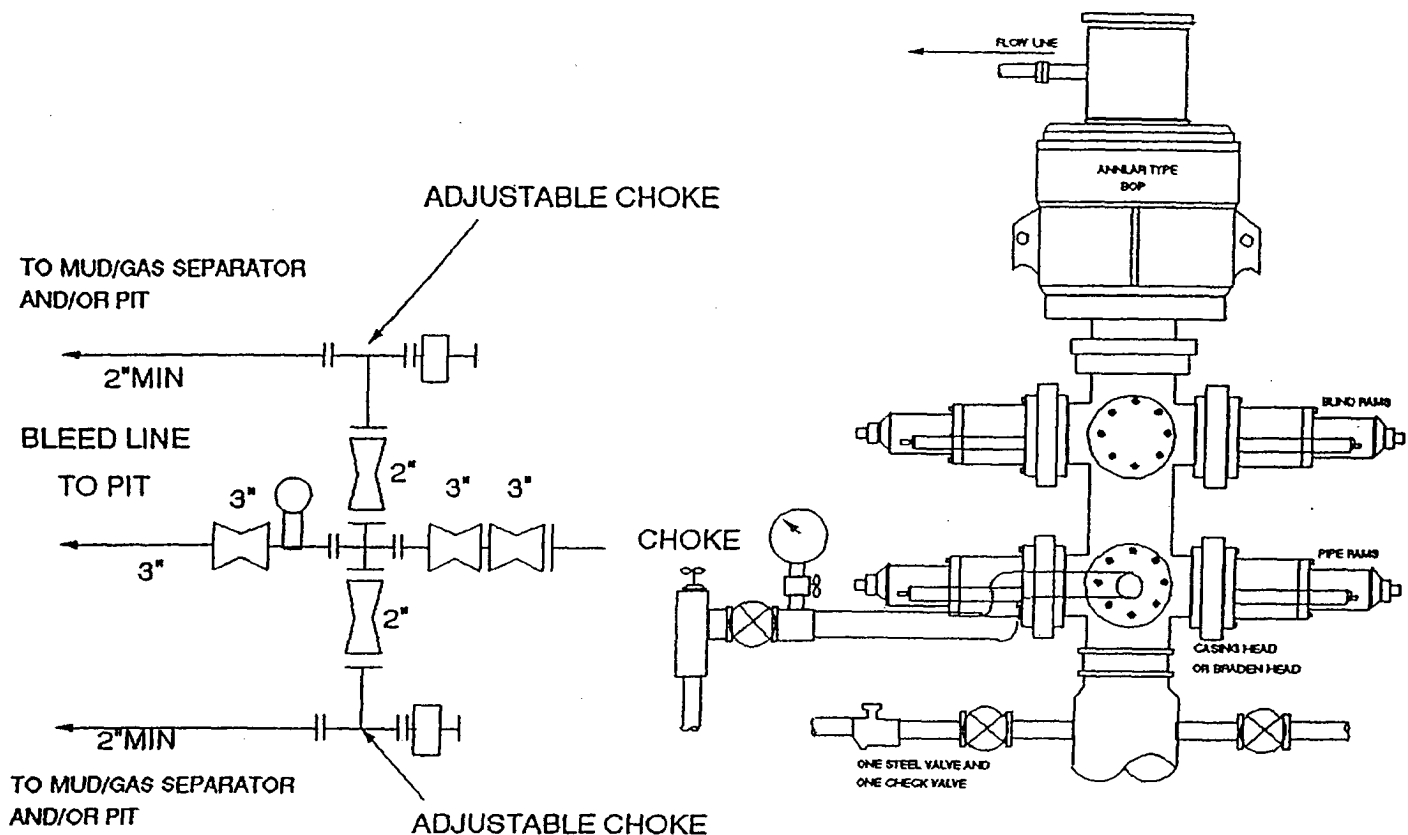 FLOW LINE
ANNLAR TYPE
BOP
ADJUSTABLE CHOKE
TO MUD/GAS SEPARATOR
AND/OR PIT
2"MIN
BLEED LINE
TO PIT
2"
3"
3"
3"
3"
2"
CHOKE
BLIND RAMS
PIPE RAMS
CASING HEAD
OR BRADEN HEAD
2"MIN
TO MUD/GAS SEPARATOR
AND/OR PIT
ADJUSTABLE CHOKE
ONE STEEL VALVE AND
ONE CHECK VALVE